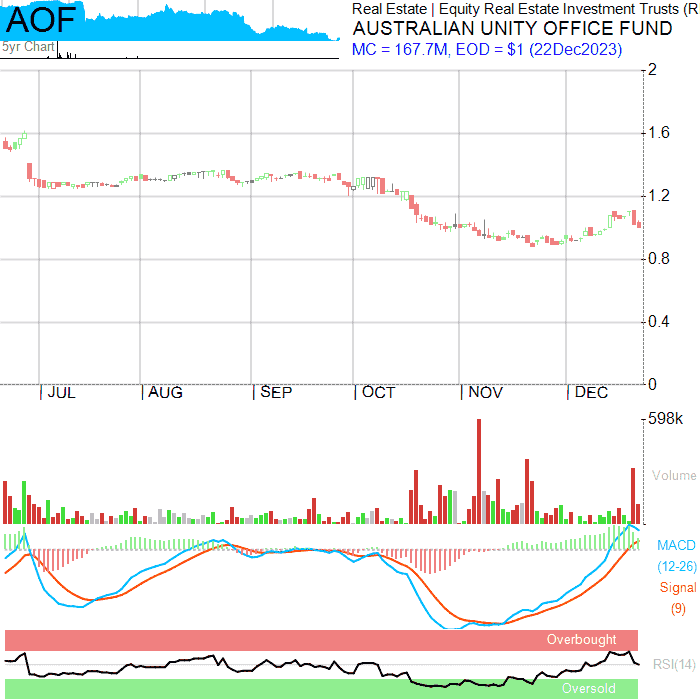 AOF
5yr Chart
Real Estate | Equity Real Estate Investment Trusts (R
AUSTRALIAN UNITY OFFICE FUND
MC = 167.7M, EOD = $1 (22Dec2023)
2
1.6
1.2
0.8
0.4
0
JUL AUG SEP OCT NOV DEC
598k
Volume
MACD
(12-26)
Signal
(9)
Overbought
RSI(14)
Oversold